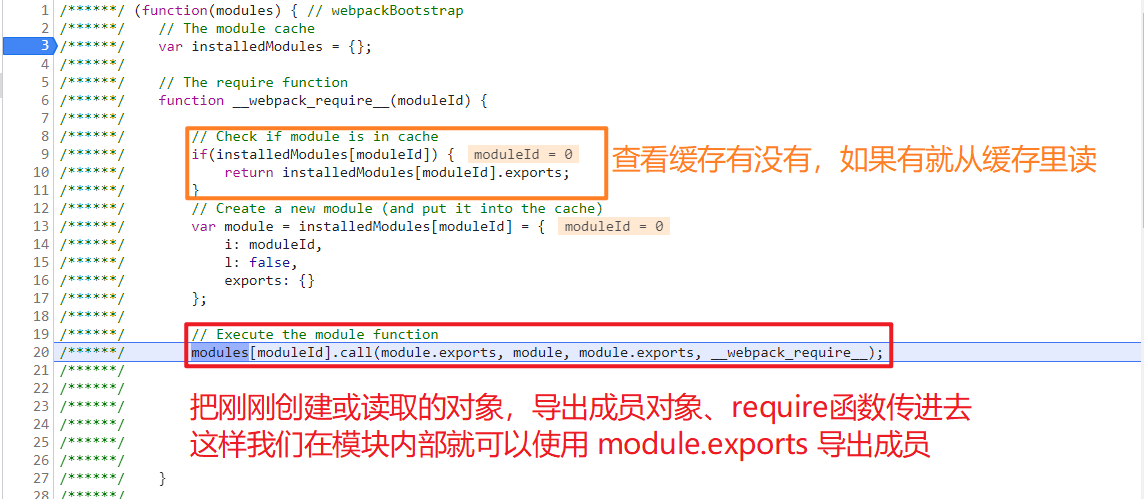 1 /******/ (function(modules) { // webpackBootstrap
2 /******/ // The module cache
3 /******/ var installedModules = {};
4 /******/
5 /******/ // The require function
6 /******/ function __webpack_require__(moduleId) {
7 /******/
8 /******/ // Check if module is in cache
9 /******/ if(installedModules[moduleId]) { moduleId = 0
查看缓存有没有，如果有就从缓存里读
10 /******/ return installedModules[moduleId].exports;
11 /******/ }
12 /******/ // Create a new module (and put it into the cache)
13 /******/ var module = installedModules[moduleId] = { moduleId = 0
14 /******/ i: moduleId,
15 /******/ l: false,
16 /******/ exports: {}
17 /******/ };
18 /******/
19 /******/ // Execute the module function
20 /******/ modules[moduleId].call(module.exports, module, module.exports, __webpack_require__);
21 /******/
22 /******/
23 /******/ 把刚刚创建或读取的对象，导出成员对象、require函数传进去
24 /******/
25 /******/ 这样我们在模块内部就可以使用 module.exports 导出成员
26 /******/
27 /******/ }
28 /******/